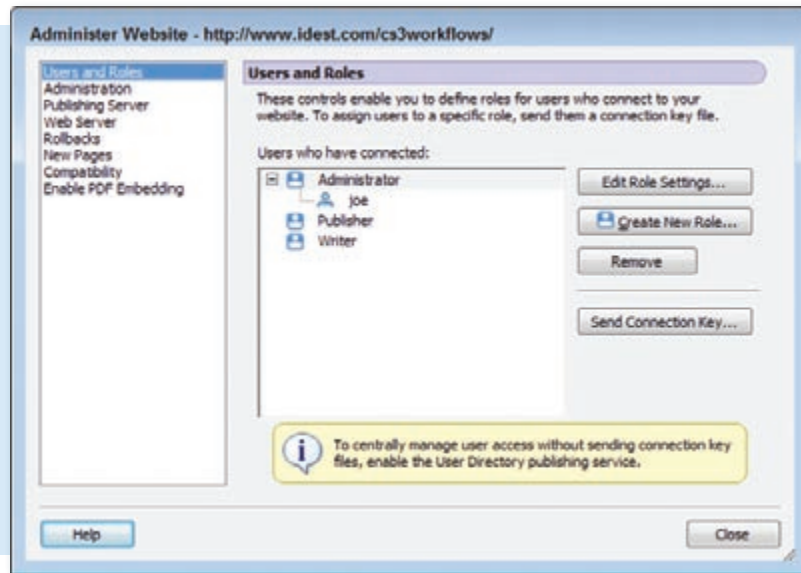 Administer Website - http://www.idest.com/cs3workflows/
Users and Roles
Administration
Publishing Server
Web Server
Rollbacks
New Pages
Compatibility
Enable PDF Embedding
Users and Roles
These controls enable you to define roles for users who connect to your
website. To assign users to a specific role, send them a connection key file.
Users who have connected:
Administrator
joe
Publisher
Writer
Edit Role Settings...
Create New Role...
Remove
Send Connection Key...
To centrally manage user access without sending connection key
files, enable the User Directory publishing service.
Help
Close